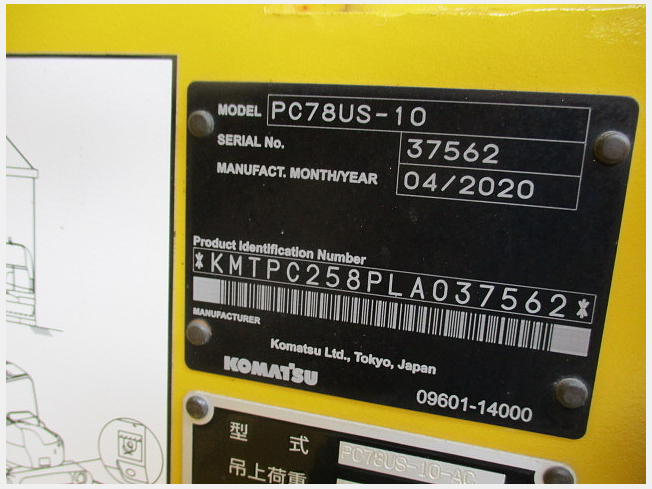 MODEL PC78US-10
SERIAL No. 37562
MANUFACT. MONTH/YEAR 04/2020
Product Identification Number
*KMTPC258PLA037562*
MANUFACTURER
Komatsu Ltd., Tokyo, Japan
KOMATSU
09601-14000
型 式 PC78US-10-AC
吊上荷重